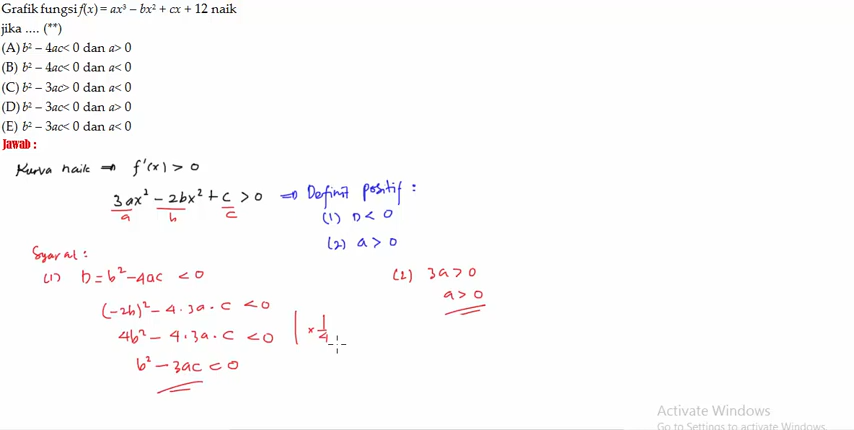 Grafik fungsi f(x) = ax³ – bx² + cx + 12 naik
jika .... (**)
(A) b² – 4ac< 0 dan a> 0
(B) b² – 4ac< 0 dan a< 0
(C) b² – 3ac> 0 dan a< 0
(D) b² – 3ac< 0 dan a> 0
(E) b² – 3ac< 0 dan a< 0
Jawab :
Kurva naik ⇒ f'(x) > 0
3ax² – 2bx² + c > 0 ⇒ Definit positif :
a b c
(1) D < 0
(2) a > 0
Syarat :
(1) D = b² – 4ac < 0
(2) 3a > 0
a > 0
(-2b)² – 4 . 3a . c < 0
4b² – 4 . 3a . c < 0 | × 1/4
b² – 3ac < 0
Activate Windows
Go to Settings to activate Windows.